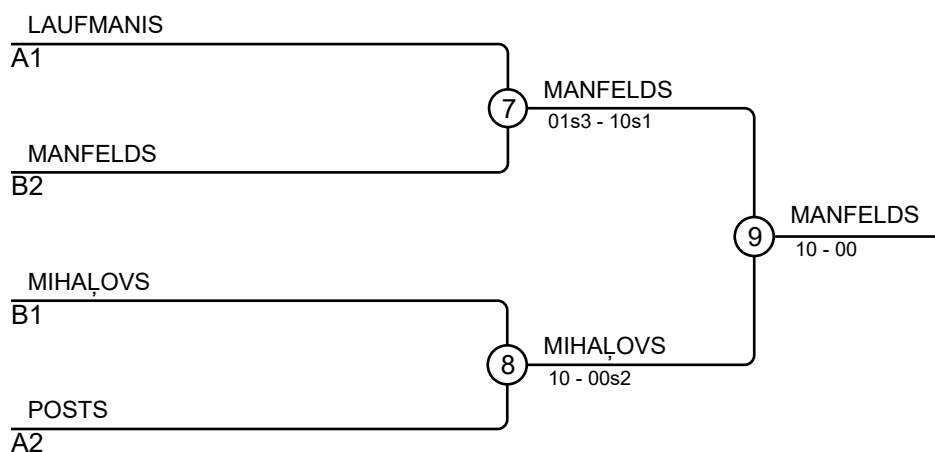 LAUFMANIS
A1
7
MANFELDS
01s3 - 10s1
MANFELDS
B2
9
MANFELDS
10 - 00
MIHAĻOVS
B1
8
MIHAĻOVS
10 - 00s2
POSTS
A2